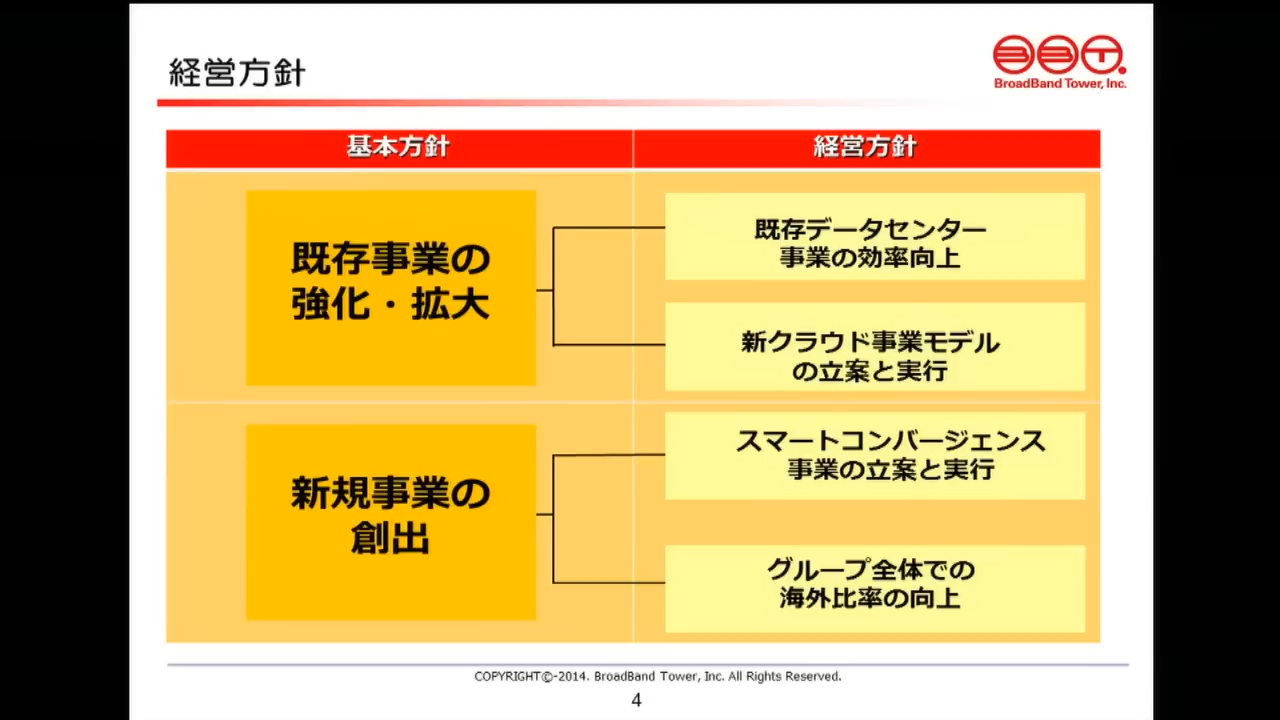 経営方針
BBT.
BroadBand Tower, Inc.
基本方針
経営方針
既存事業の
強化・拡大
既存データセンター
事業の効率向上
新クラウド事業モデル
の立案と実行
新規事業の
創出
スマートコンバージェンス
事業の立案と実行
グループ全体での
海外比率の向上
COPYRIGHT©-2014. BroadBand Tower, Inc. All Rights Reserved.
4